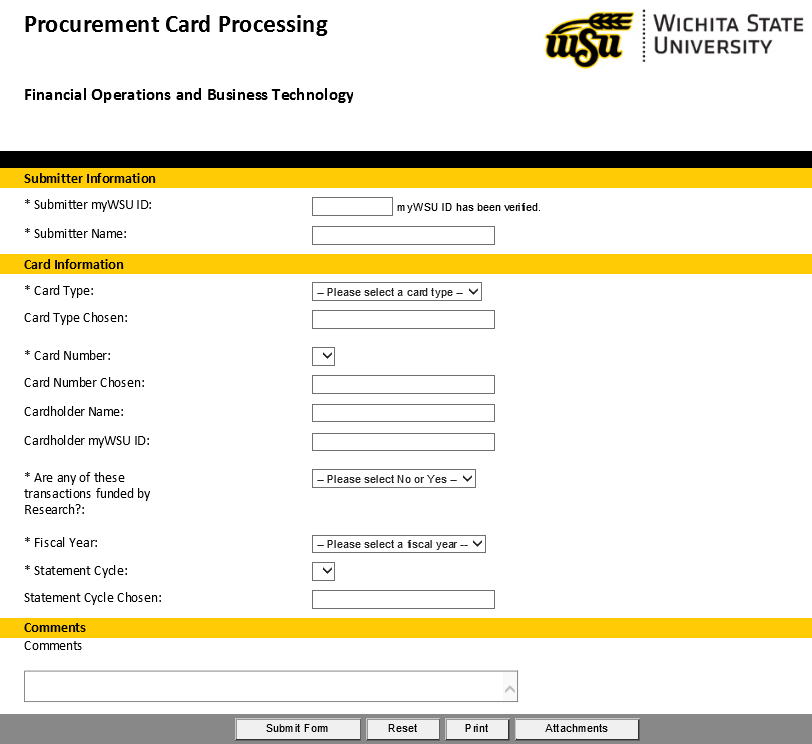 Procurement Card Processing
wsu
WICHITA STATE
UNIVERSITY
Financial Operations and Business Technology
Submitter Information
* Submitter myWSU ID:
myWSU ID has been verified.
* Submitter Name:
Card Information
* Card Type:
-- Please select a card type --
Card Type Chosen:
* Card Number:
Card Number Chosen:
Cardholder Name:
Cardholder myWSU ID:
* Are any of these
transactions funded by
Research?:
-- Please select No or Yes --
* Fiscal Year:
-- Please select a fiscal year --
* Statement Cycle:
Statement Cycle Chosen:
Comments
Comments
Submit Form
Reset
Print
Attachments